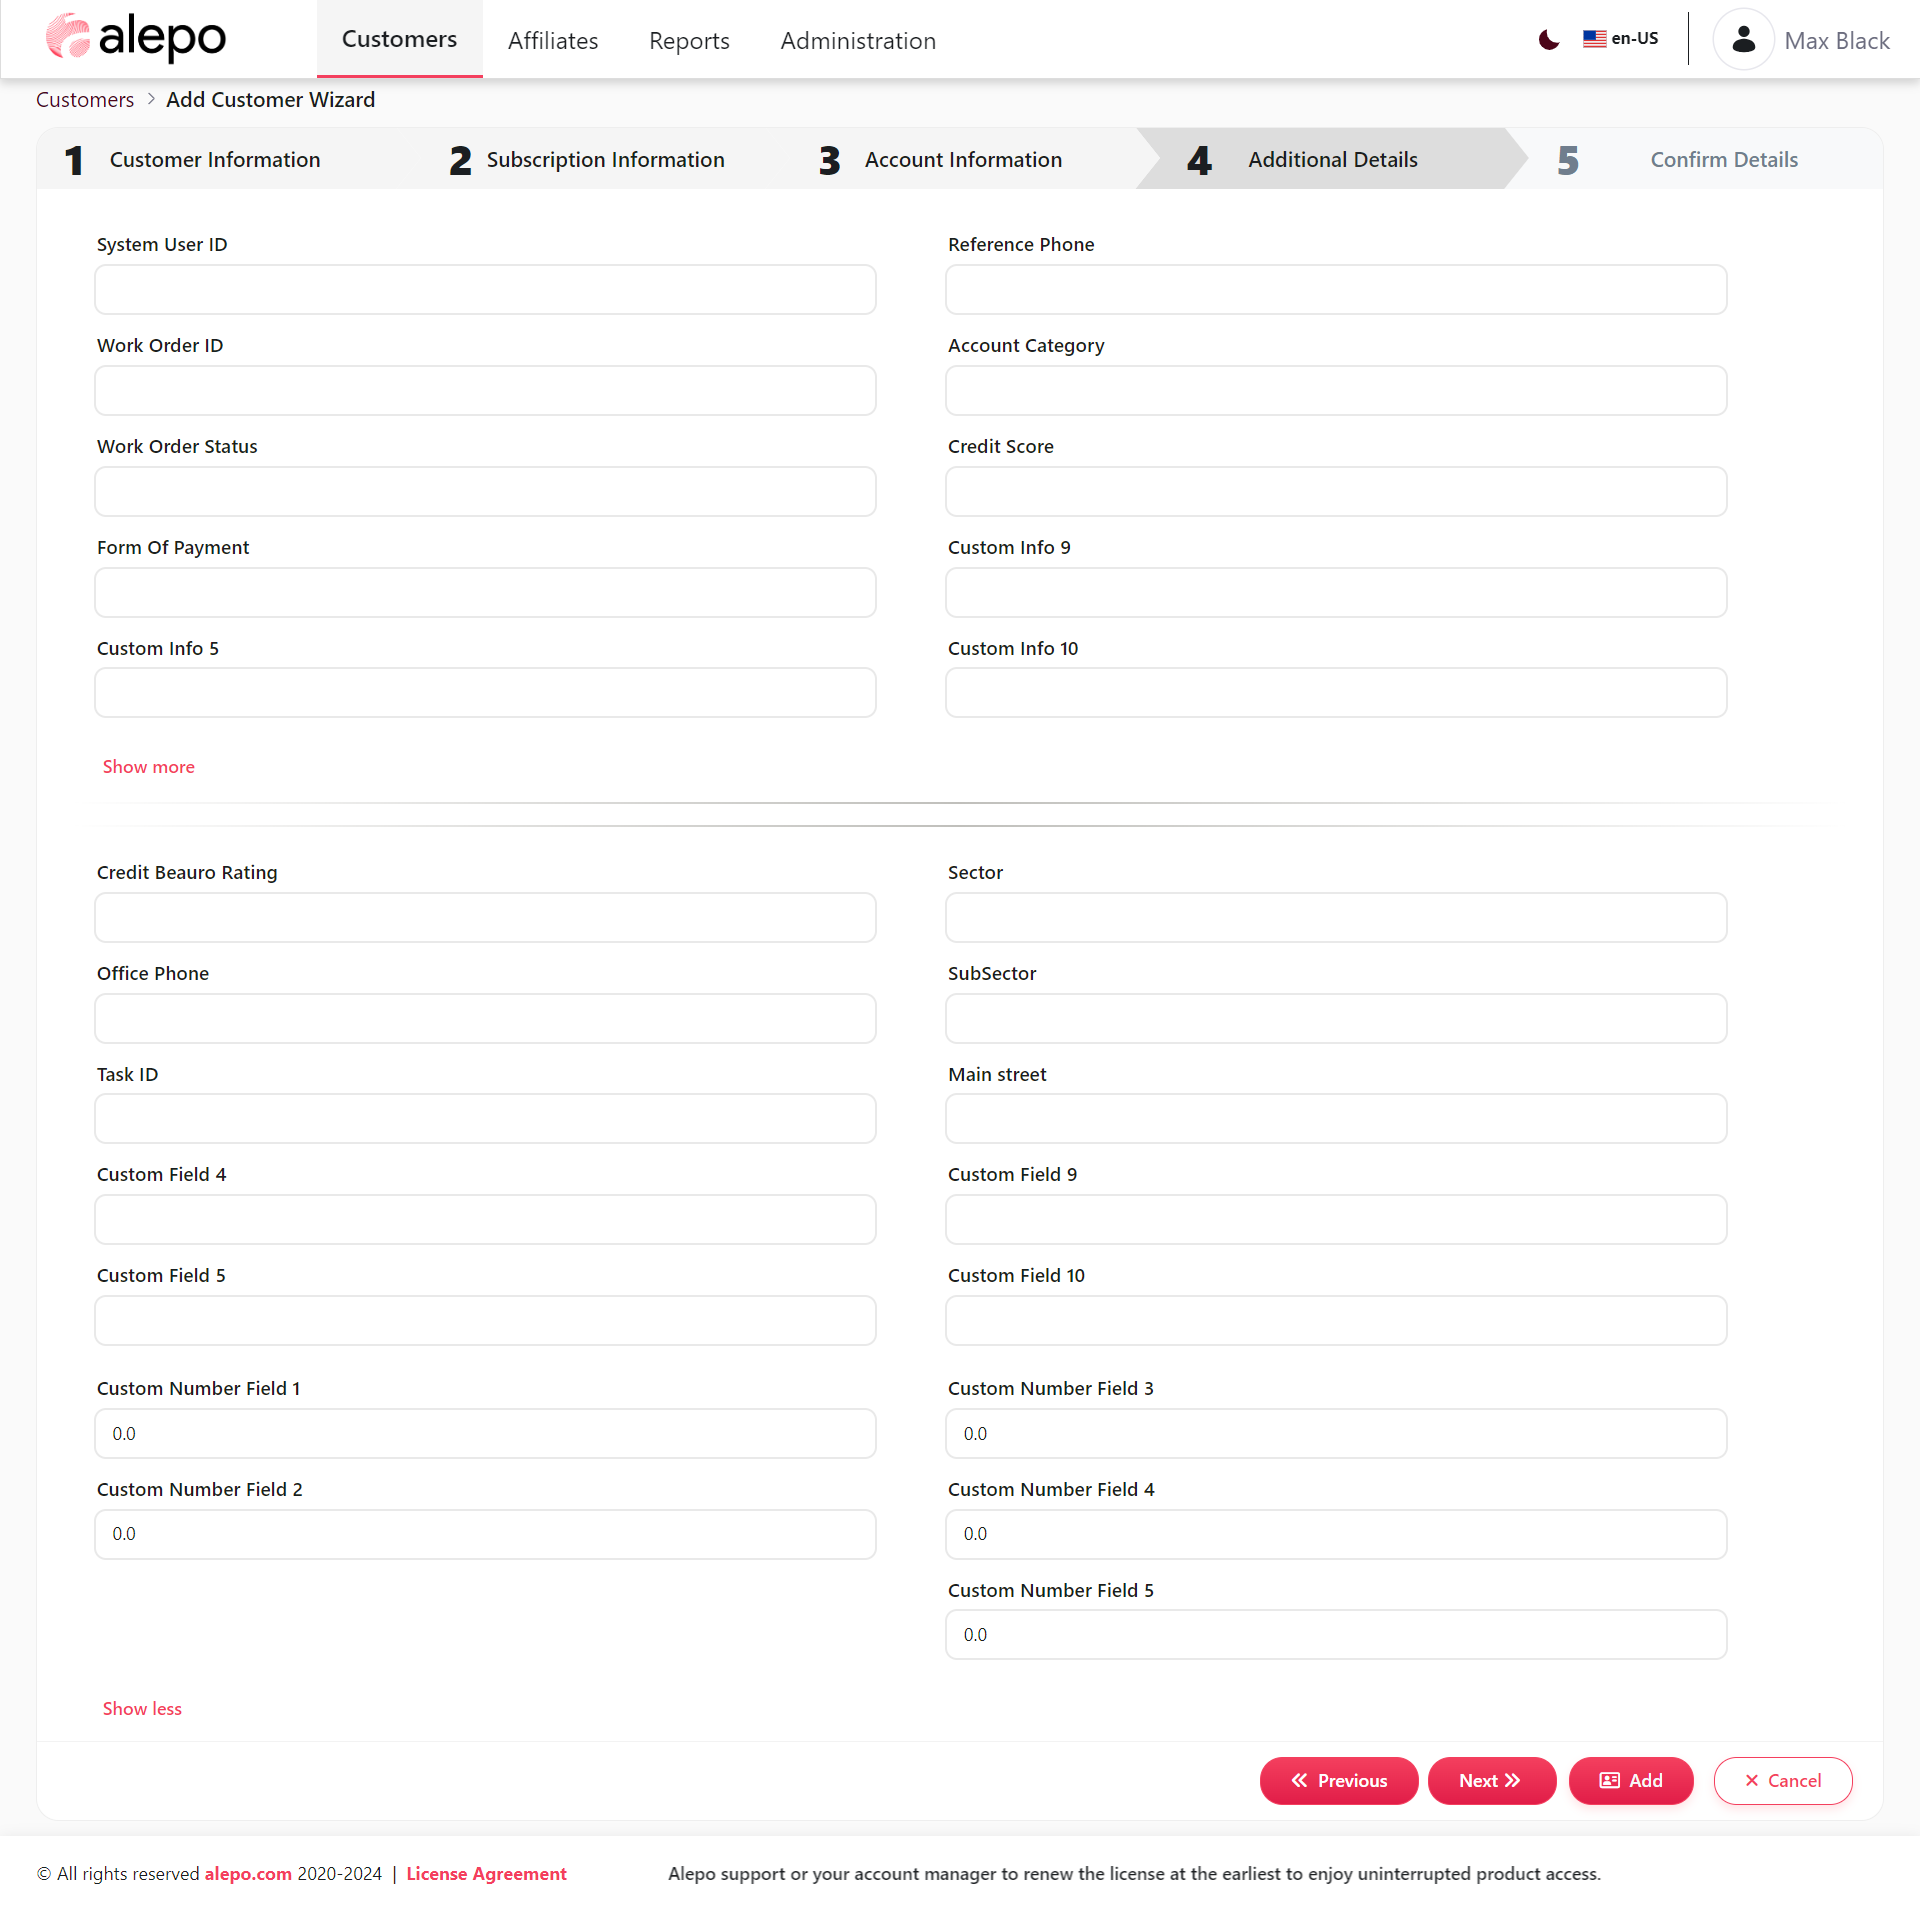 alepo
Customers
Affiliates
Reports
Administration
en-US
Max Black
Customers > Add Customer Wizard
1 Customer Information
2 Subscription Information
3 Account Information
4 Additional Details
5 Confirm Details
System User ID
Reference Phone
Work Order ID
Account Category
Work Order Status
Credit Score
Form Of Payment
Custom Info 9
Custom Info 5
Custom Info 10
Show more
Credit Beauro Rating
Sector
Office Phone
SubSector
Task ID
Main street
Custom Field 4
Custom Field 9
Custom Field 5
Custom Field 10
Custom Number Field 1
Custom Number Field 3
0.0
0.0
Custom Number Field 2
Custom Number Field 4
0.0
0.0
Custom Number Field 5
0.0
Show less
Previous
Next
Add
Cancel
© All rights reserved alepo.com 2020-2024 | License Agreement
Alepo support or your account manager to renew the license at the earliest to enjoy uninterrupted product access.